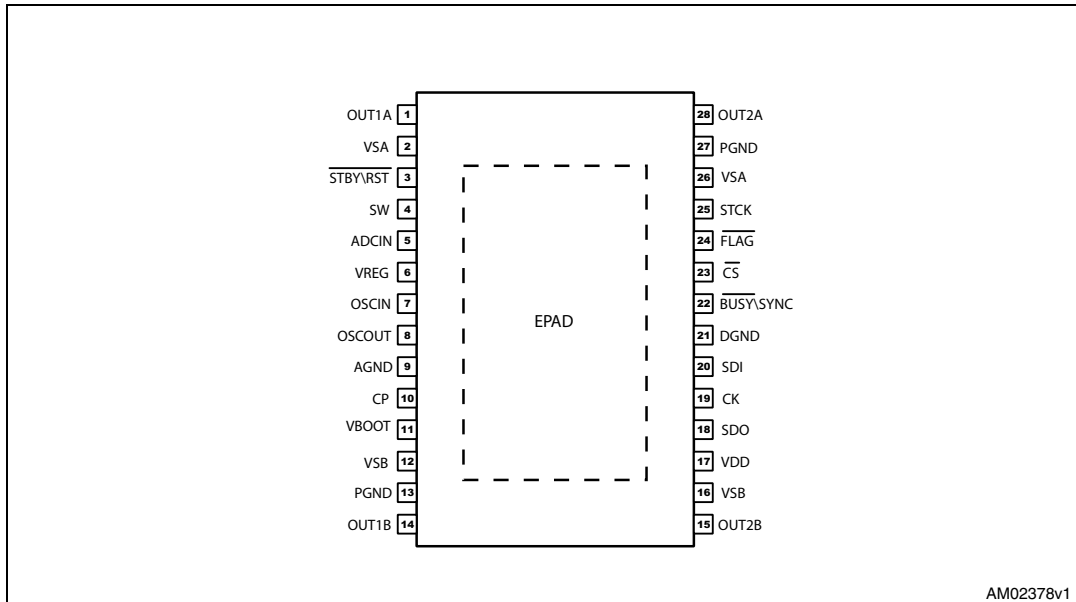 OUT1A 1
VSA 2
STBY\RST 3
SW 4
ADCIN 5
VREG 6
OSCIN 7
OSCOUT 8
AGND 9
CP 10
VBOOT 11
VSB 12
PGND 13
OUT1B 14
EPAD
28 OUT2A
27 PGND
26 VSA
25 STCK
24 FLAG
23 CS
22 BUSY\SYNC
21 DGND
20 SDI
19 CK
18 SDO
17 VDD
16 VSB
15 OUT2B
AM02378v1